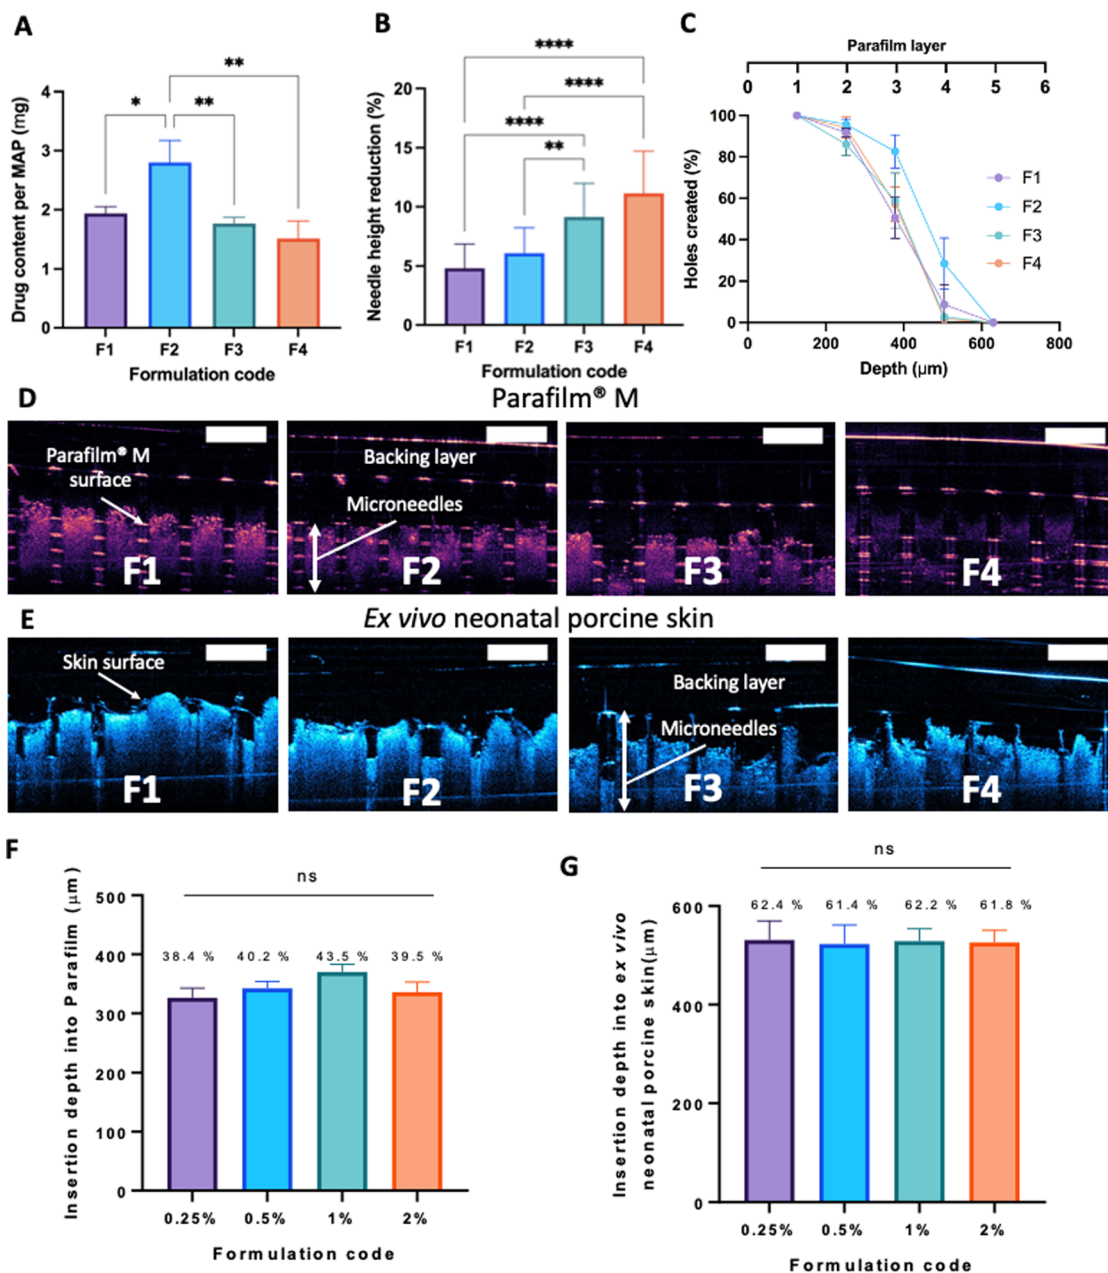 A
Drug content per MAP (mg)
4
3
2
1
0
*
**
**
F1 F2 F3 F4
Formulation code
B
Needle height reduction (%)
20
15
10
5
0
****
****
****
**
F1 F2 F3 F4
Formulation code
C
Parafilm layer
0 1 2 3 4 5 6
Holes created (%)
100
80
60
40
20
0
F1
F2
F3
F4
0 200 400 600 800
Depth (µm)
D
Parafilm® M
Parafilm® M
surface
F1
Backing layer
Microneedles
F2
F3
F4
E
Ex vivo neonatal porcine skin
Skin surface
F1
F2
Backing layer
Microneedles
F3
F4
F
Insertion depth into Parafilm (µm)
500
400
300
200
100
0
ns
38.4 % 40.2 % 43.5 % 39.5 %
0.25% 0.5% 1% 2%
Formulation code
G
Insertion depth into ex vivo
neonatal porcine skin(µm)
600
400
200
0
ns
62.4 % 61.4 % 62.2 % 61.8 %
0.25% 0.5% 1% 2%
Formulation code